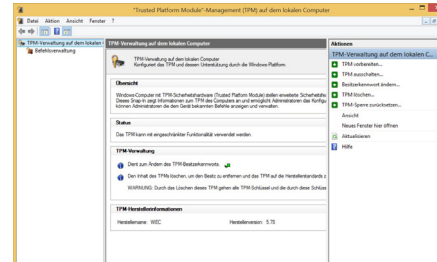 "Trusted Platform Module"-Management (TPM) auf dem lokalen Computer
Datei Aktion Ansicht Fenster ?
TPM-Verwaltung auf dem lokalen
Befehlsverwaltung
TPM-Verwaltung auf dem lokalen Computer
TPM-Verwaltung auf dem lokalen Computer
Konfiguriert das TPM und dessen Unterstützung durch die Windows-Plattform.
Übersicht
Windows-Computer mit TPM-Sicherheitshardware (Trusted Platform Module) stellen erweiterte Sicherheitsfu
Dieses Snap-In zeigt Informationen zum TPM des Computers an und ermöglicht Administratoren das Konfigu
können Administratoren die dem Gerät bekannten Befehle anzeigen und verwalten.
Status
Das TPM kann mit eingeschränkter Funktionalität verwendet werden.
TPM-Verwaltung
Dient zum Ändern des TPM-Besitzerkennworts.
Den Inhalt des TPMs löschen, um den Besitz zu entfernen und das TPM auf die Herstellerstandards z
WARNUNG: Durch das Löschen dieses TPM gehen alle TPM-Schlüssel und die durch diese Schlüsse
TPM-Herstellerinformationen
Herstellername: WEC Herstellerversion: 5.70
Aktionen
TPM-Verwaltung auf dem lokalen C...
TPM vorbereiten...
TPM ausschalten...
Besitzerkennwort ändern...
TPM löschen...
TPM-Sperre zurücksetzen...
Ansicht
Neues Fenster hier öffnen
Aktualisieren
Hilfe